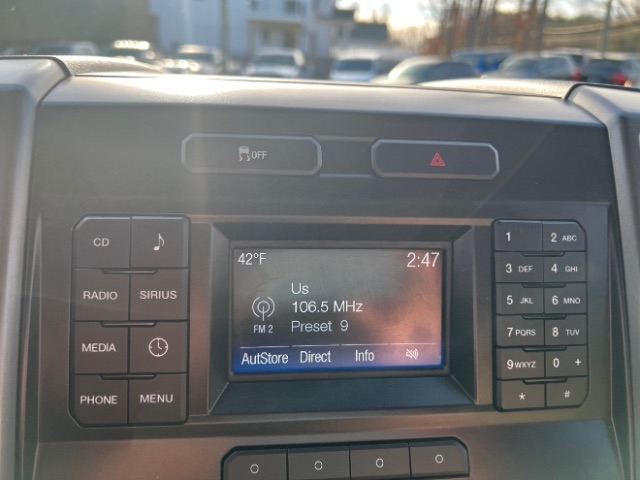 OFF
CD
RADIO SIRIUS
MEDIA
PHONE MENU
42°F 2:47
Us
106.5 MHz
FM 2
Preset 9
AutStore Direct Info
1 2 ABC
3 DEF 4 GHI
5 JKL 6 MNO
7 PQRS 8 TUV
9 WXYZ 0 +
* #